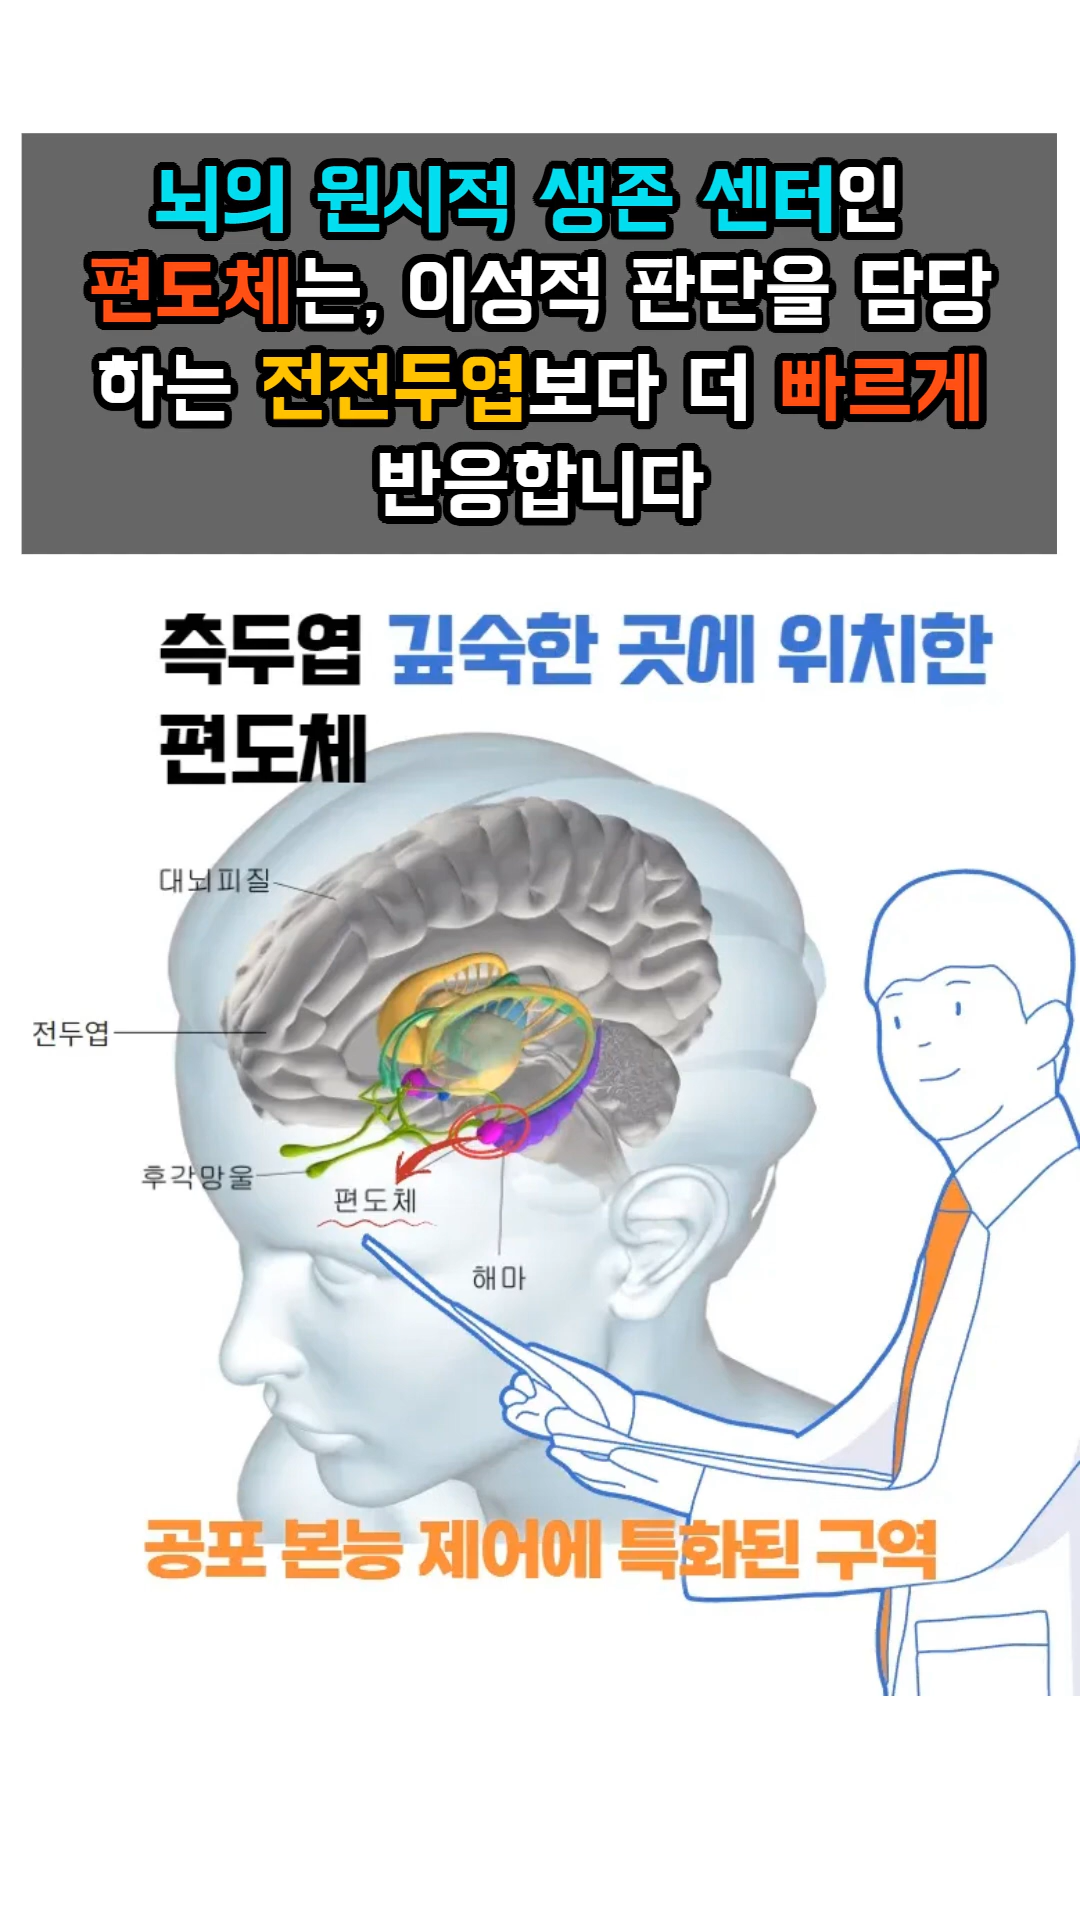 뇌의 원시적 생존 센터인
편도체는, 이성적 판단을 담당
하는 전전두엽보다 더 빠르게
반응합니다
측두엽 깊숙한 곳에 위치한
편도체
대뇌피질
전두엽
후각망울
편도체
해마
공포 본능 제어에 특화된 구역